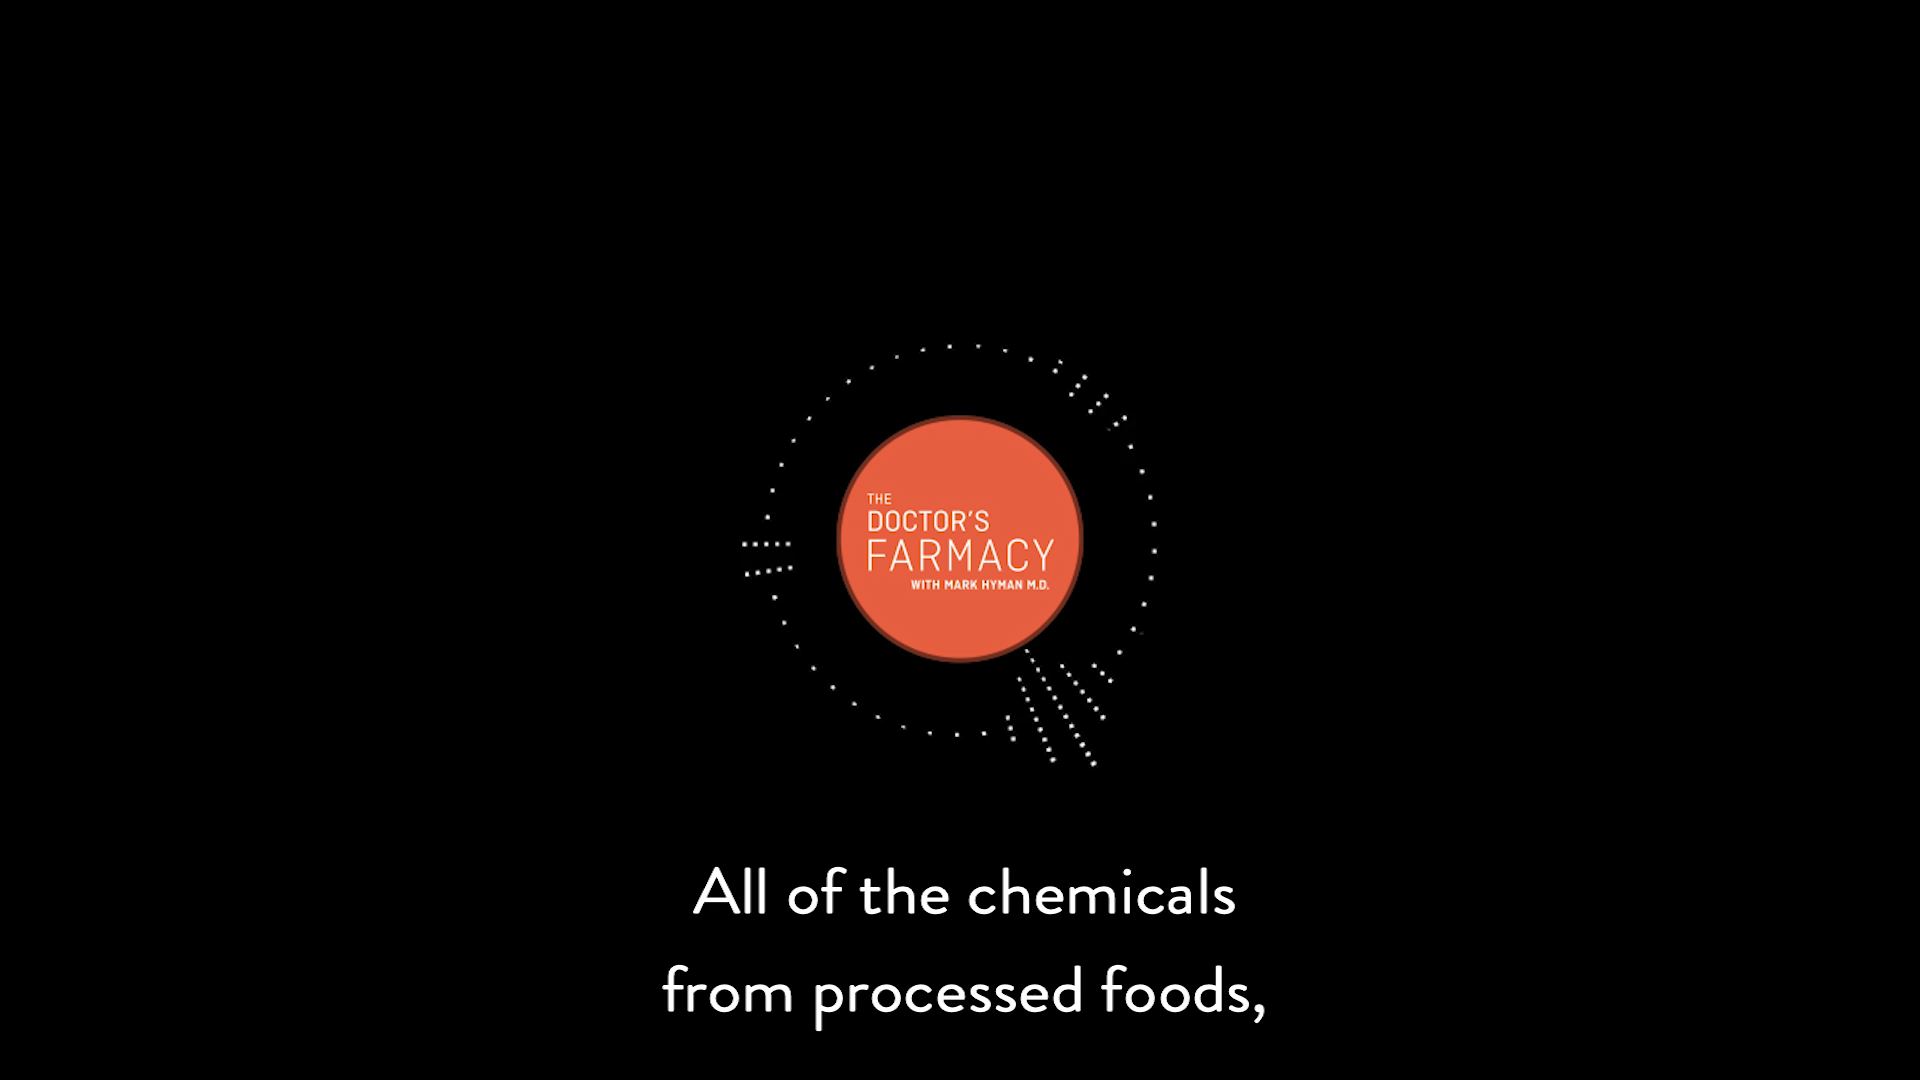 THE
DOCTOR'S
FARMACY
WITH MARK HYMAN M.D.
All of the chemicals
from processed foods,